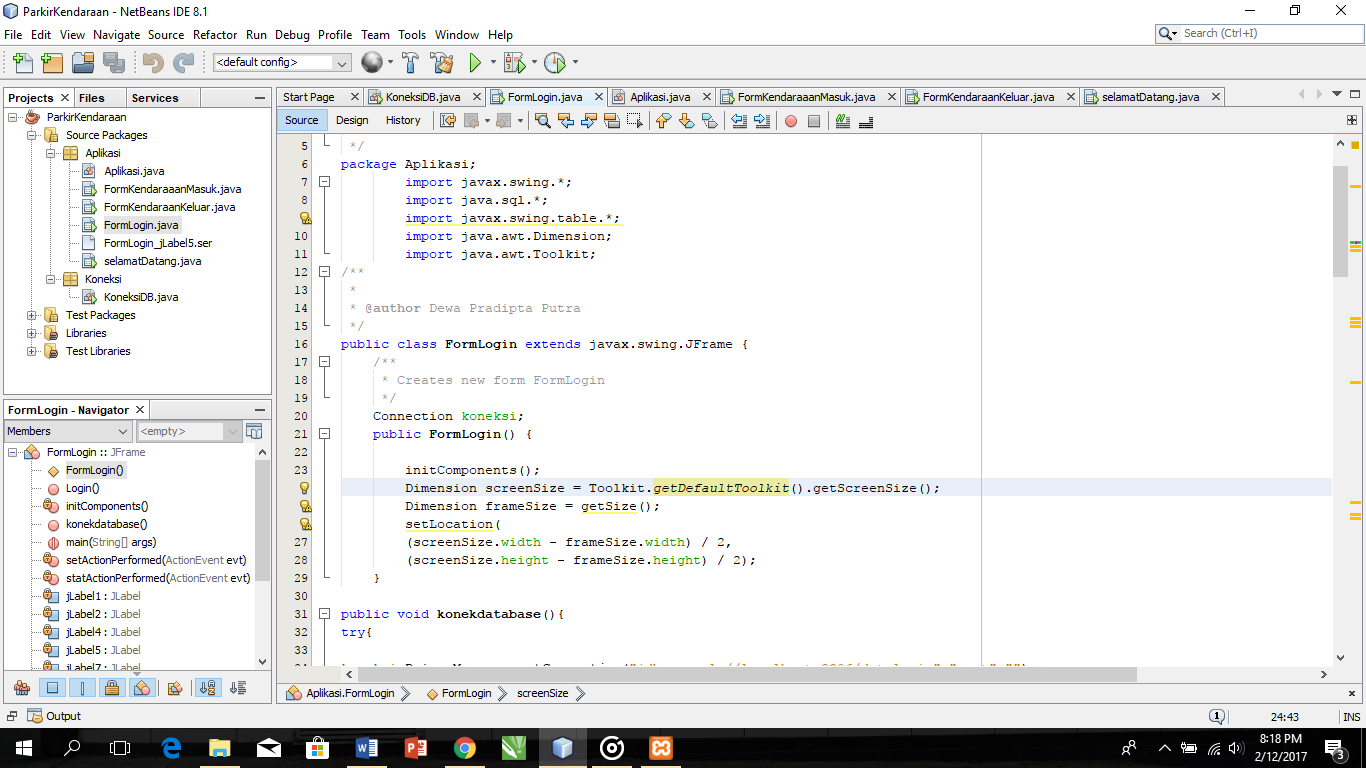 ParkirKendaraan - NetBeans IDE 8.1
File Edit View Navigate Source Refactor Run Debug Profile Team Tools Window Help
Search (Ctrl+I)
<default config>
Projects Files Services
ParkirKendaraan
Source Packages
Aplikasi
Aplikasi.java
FormKendaraaanMasuk.java
FormKendaraanKeluar.java
FormLogin.java
FormLogin_jLabel5.ser
selamatDatang.java
Koneksi
KoneksiDB.java
Test Packages
Libraries
Test Libraries
FormLogin - Navigator
Members <empty>
FormLogin :: JFrame
FormLogin()
Login()
initComponents()
konekdatabase()
main(String[] args)
setActionPerformed(ActionEvent evt)
statActionPerformed(ActionEvent evt)
jLabel1 : JLabel
jLabel2 : JLabel
jLabel4 : JLabel
jLabel5 : JLabel
jLabel7 : JLabel
Start Page KoneksiDB.java FormLogin.java Aplikasi.java FormKendaraaanMasuk.java FormKendaraanKeluar.java selamatDatang.java
Source Design History
5 */
6 package Aplikasi;
7 import javax.swing.*;
8 import java.sql.*;
import javax.swing.table.*;
10 import java.awt.Dimension;
11 import java.awt.Toolkit;
12 /**
13 *
14 * @author Dewa Pradipta Putra
15 */
16 public class FormLogin extends javax.swing.JFrame {
17 /**
18 * Creates new form FormLogin
19 */
20 Connection koneksi;
21 public FormLogin() {
22
23 initComponents();
Dimension screenSize = Toolkit.getDefaultToolkit().getScreenSize();
Dimension frameSize = getSize();
setLocation(
27 (screenSize.width - frameSize.width) / 2,
28 (screenSize.height - frameSize.height) / 2);
29 }
30
31 public void konekdatabase(){
32 try{
33
Aplikasi.FormLogin FormLogin screenSize
Output
1 24:43 INS
8:18 PM
2/12/2017
3